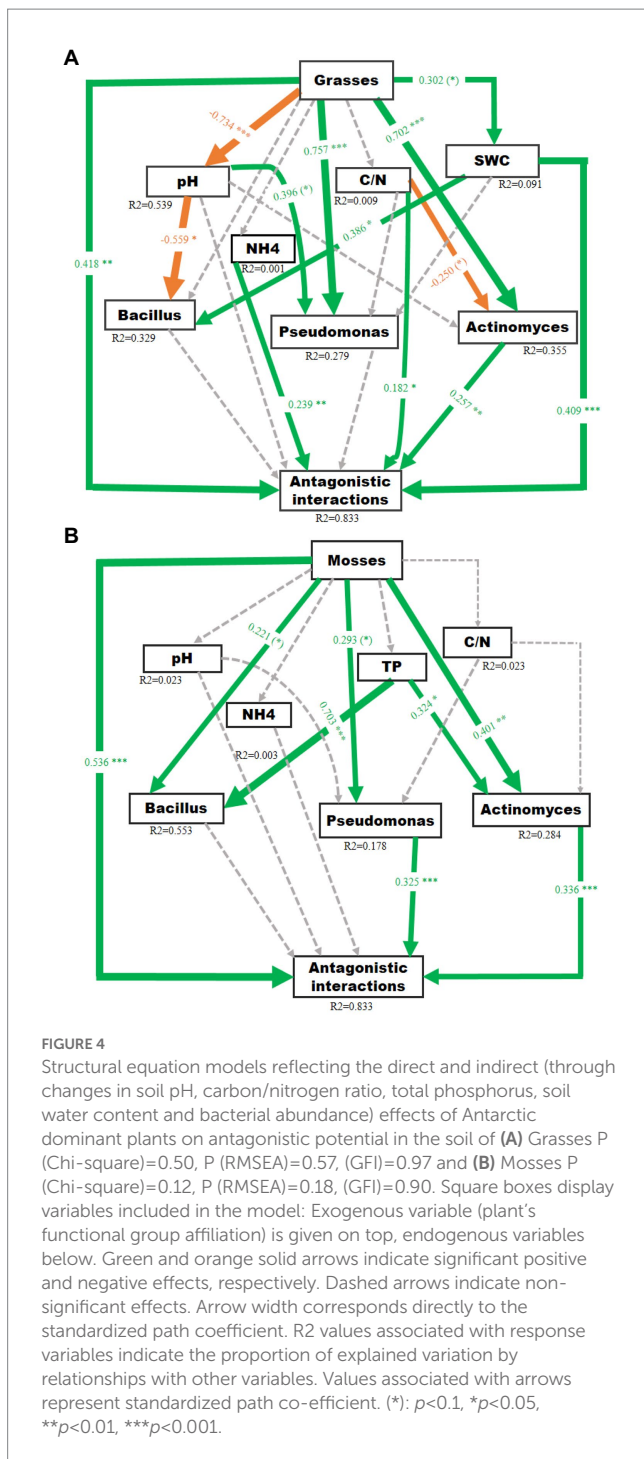 A
Grasses
0.302 (*)
-0.734 ***
0.757 ***
0.702 ***
SWC
R2=0.091
pH
R2=0.539
0.396 (*)
C/N
R2=0.009
NH4
R2=0.001
0.386 *
-0.559 *
-0.250 (*)
0.418 **
Bacillus
R2=0.329
Pseudomonas
R2=0.279
Actinomyces
R2=0.355
0.239 **
0.182 *
0.257 **
0.409 ***
Antagonistic
interactions
R2=0.833
B
Mosses
0.221 (*)
0.293 (*)
pH
R2=0.023
TP
C/N
R2=0.023
NH4
R2=0.003
0.703 ***
0.324 *
0.401 **
0.536 ***
Bacillus
R2=0.553
Pseudomonas
R2=0.178
Actinomyces
R2=0.284
0.325 ***
0.336 ***
Antagonistic
interactions
R2=0.833
FIGURE 4
Structural equation models reflecting the direct and indirect (through
changes in soil pH, carbon/nitrogen ratio, total phosphorus, soil
water content and bacterial abundance) effects of Antarctic
dominant plants on antagonistic potential in the soil of (A) Grasses P
(Chi-square)=0.50, P (RMSEA)=0.57, (GFI)=0.97 and (B) Mosses P
(Chi-square)=0.12, P (RMSEA)=0.18, (GFI)=0.90. Square boxes display
variables included in the model: Exogenous variable (plant's
functional group affiliation) is given on top, endogenous variables
below. Green and orange solid arrows indicate significant positive
and negative effects, respectively. Dashed arrows indicate non-
significant effects. Arrow width corresponds directly to the
standardized path coefficient. R2 values associated with response
variables indicate the proportion of explained variation by
relationships with other variables. Values associated with arrows
represent standardized path co-efficient. (*): p<0.1, *p<0.05,
**p<0.01, ***p<0.001.